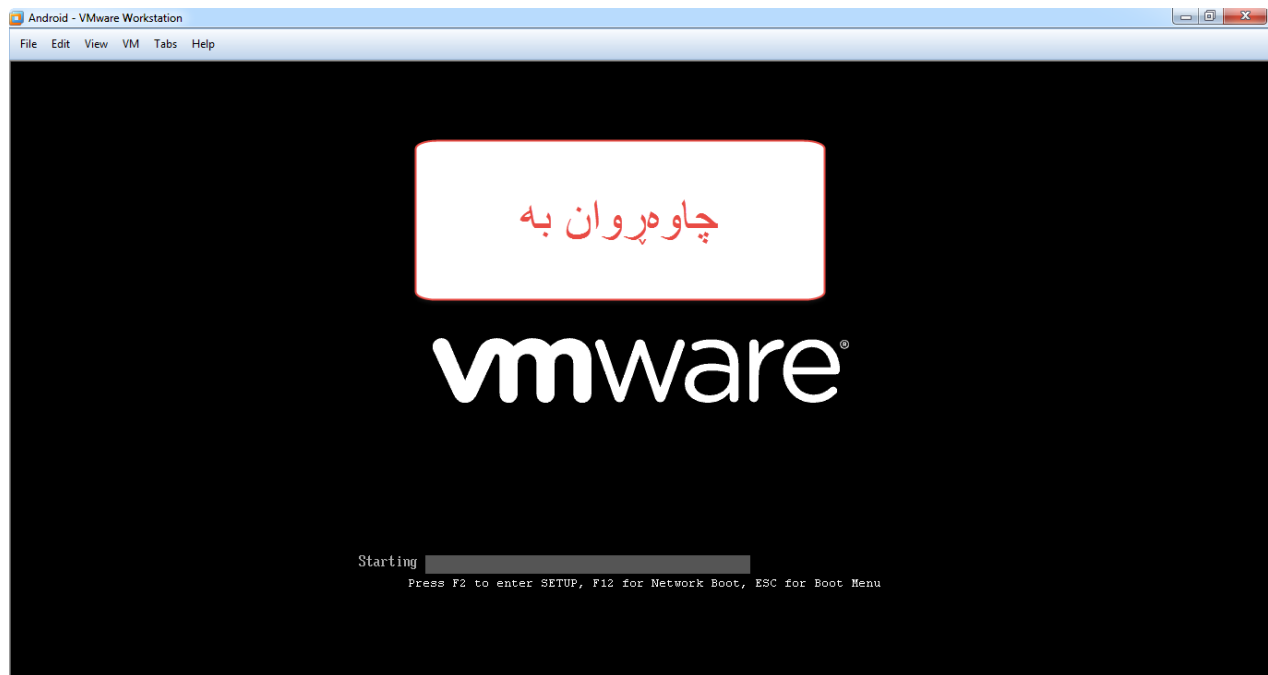 Android - VMware Workstation
File Edit View VM Tabs Help
چاوەڕوان بە
vmware®
Starting
Press F2 to enter SETUP, F12 for Network Boot, ESC for Boot Menu